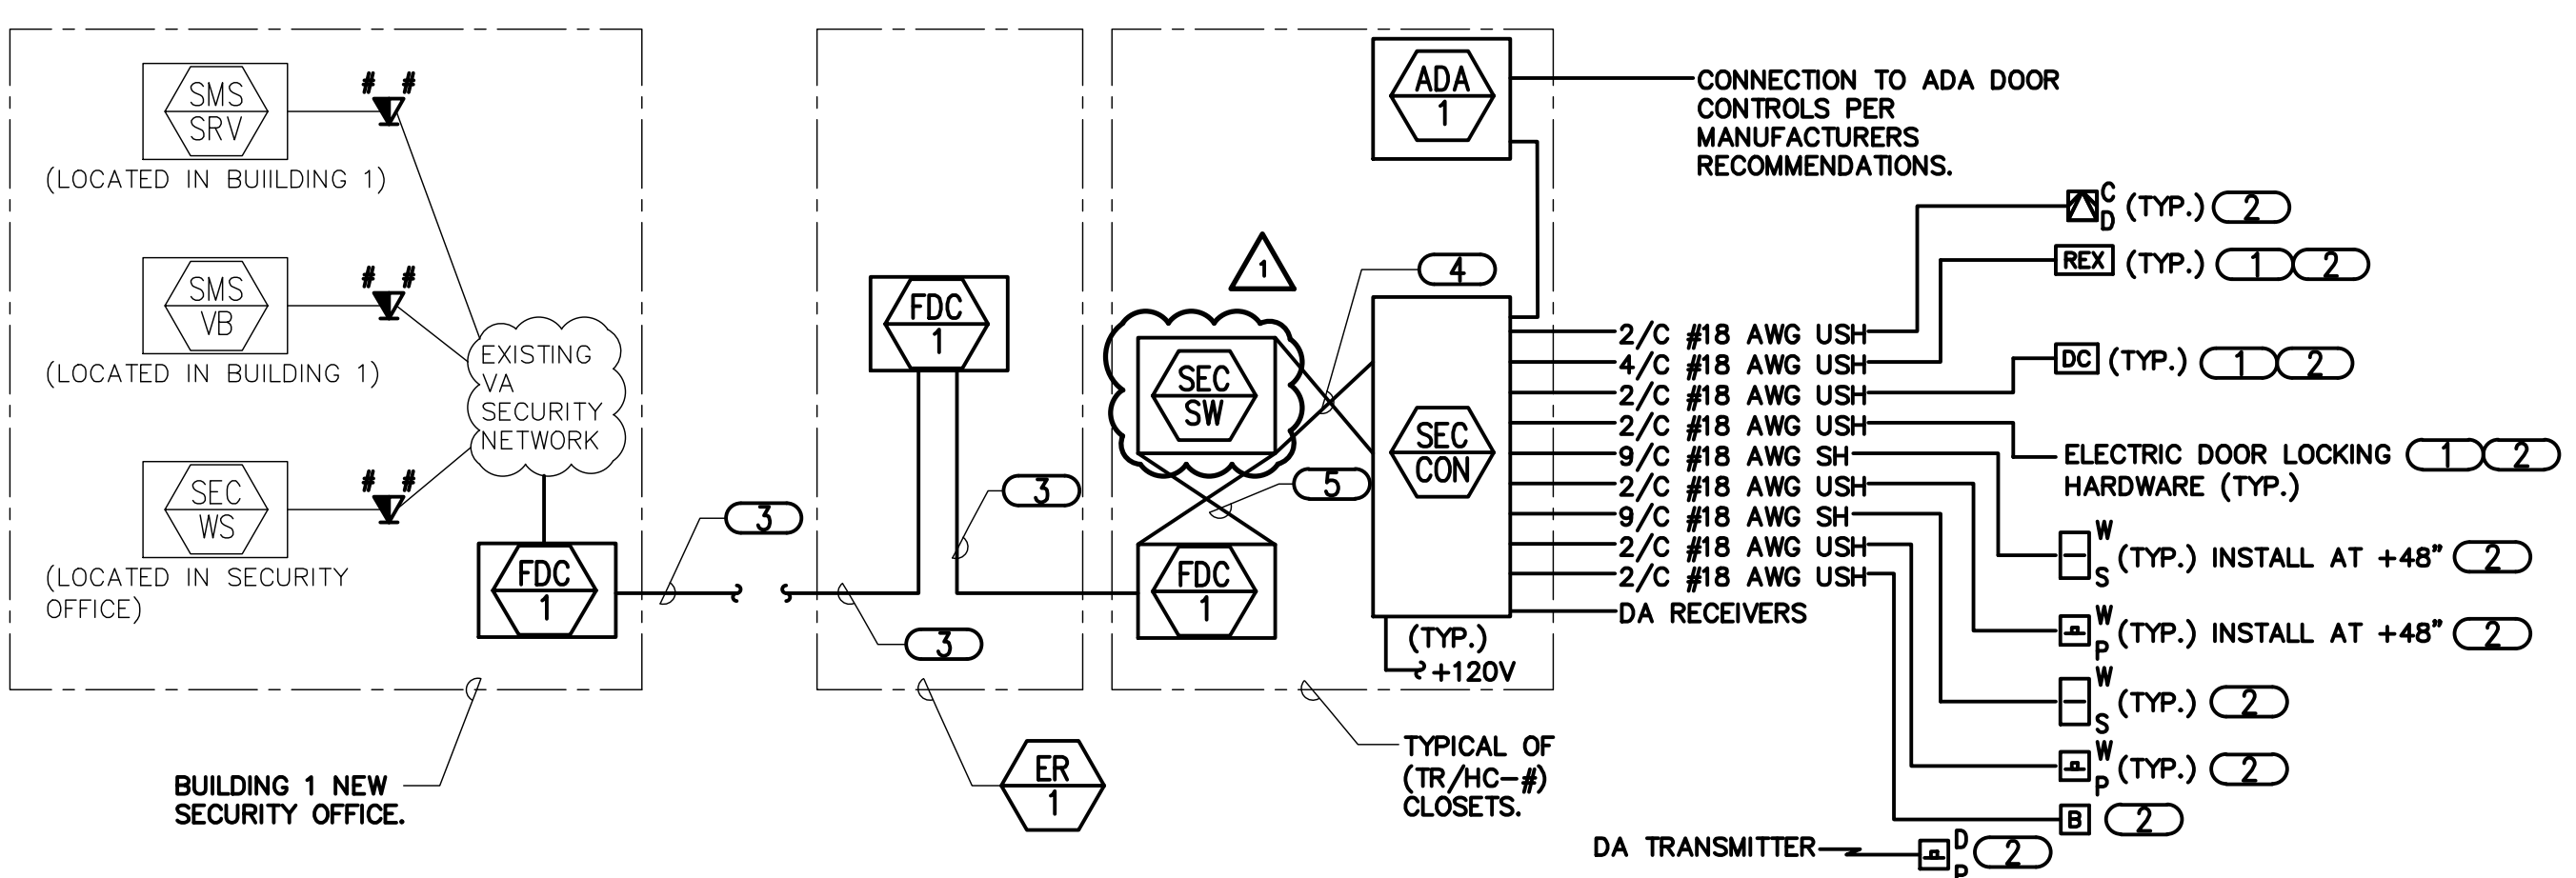 SMS
SRV
# #
(LOCATED IN BUIILDING 1)
SMS
VB
# #
(LOCATED IN BUILDING 1)
EXISTING
VA
SECURITY
NETWORK
SEC
WS
# #
(LOCATED IN SECURITY
OFFICE)
FDC
1
3
BUILDING 1 NEW
SECURITY OFFICE.
FDC
1
3
3
ER
1
ADA
1
CONNECTION TO ADA DOOR
CONTROLS PER
MANUFACTURERS
RECOMMENDATIONS.
1
4
SEC
SW
5
SEC
CON
FDC
1
(TYP.)
+120V
TYPICAL OF
(TR/HC-#)
CLOSETS.
2/C #18 AWG USH
4/C #18 AWG USH
2/C #18 AWG USH
2/C #18 AWG USH
9/C #18 AWG SH
2/C #18 AWG USH
9/C #18 AWG SH
2/C #18 AWG USH
2/C #18 AWG USH
DA RECEIVERS
C
D (TYP.) 2
REX (TYP.) 1 2
DC (TYP.) 1 2
ELECTRIC DOOR LOCKING 1 2
HARDWARE (TYP.)
W
S (TYP.) INSTALL AT +48" 2
W
P (TYP.) INSTALL AT +48" 2
W
S (TYP.) 2
W
P (TYP.) 2
B 2
DA TRANSMITTER D
P 2